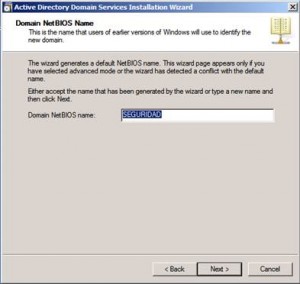 Active Directory Domain Services Installation Wizard
Domain NetBIOS Name
This is the name that users of earlier versions of Windows will use to identify the
new domain.
The wizard generates a default NetBIOS name. This wizard page appears only if you
have selected advanced mode or the wizard has detected a conflict with the default
name.
Either accept the name that has been generated by the wizard or type a new name and
then click Next.
Domain NetBIOS name: SEGURIDAD
< Back Next > Cancel